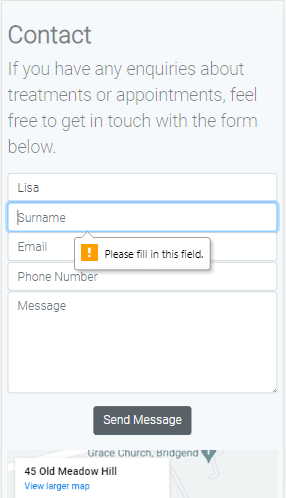 Contact
If you have any enquiries about
treatments or appointments, feel
free to get in touch with the form
below.
Lisa
Surname
Email
Please fill in this field.
Phone Number
Message
Send Message
Grace Church, Bridgend
45 Old Meadow Hill
View larger map